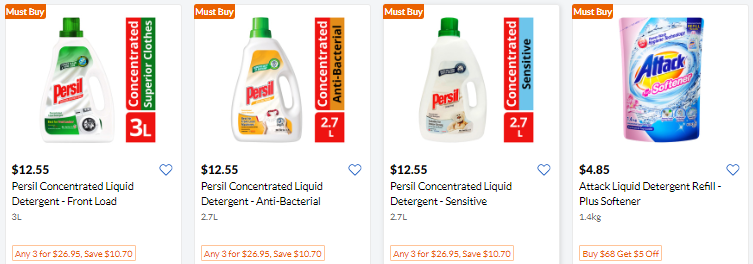 Must Buy
Must Buy
Must Buy
Must Buy
Persil
Concentrated
Superior Clothes
3L
Persil
Concentrated
Anti-Bacterial
2.7
L
Persil
Concentrated
Sensitive
2.7
L
Attack
Softener
$12.55
$12.55
$12.55
$4.85
Persil Concentrated Liquid
Detergent - Front Load
3L
Persil Concentrated Liquid
Detergent - Anti-Bacterial
2.7L
Persil Concentrated Liquid
Detergent - Sensitive
2.7L
Attack Liquid Detergent Refill -
Plus Softener
1.4kg
Any 3 for $26.95, Save $10.70
Any 3 for $26.95, Save $10.70
Any 3 for $26.95, Save $10.70
Buy $68 Get $5 Off